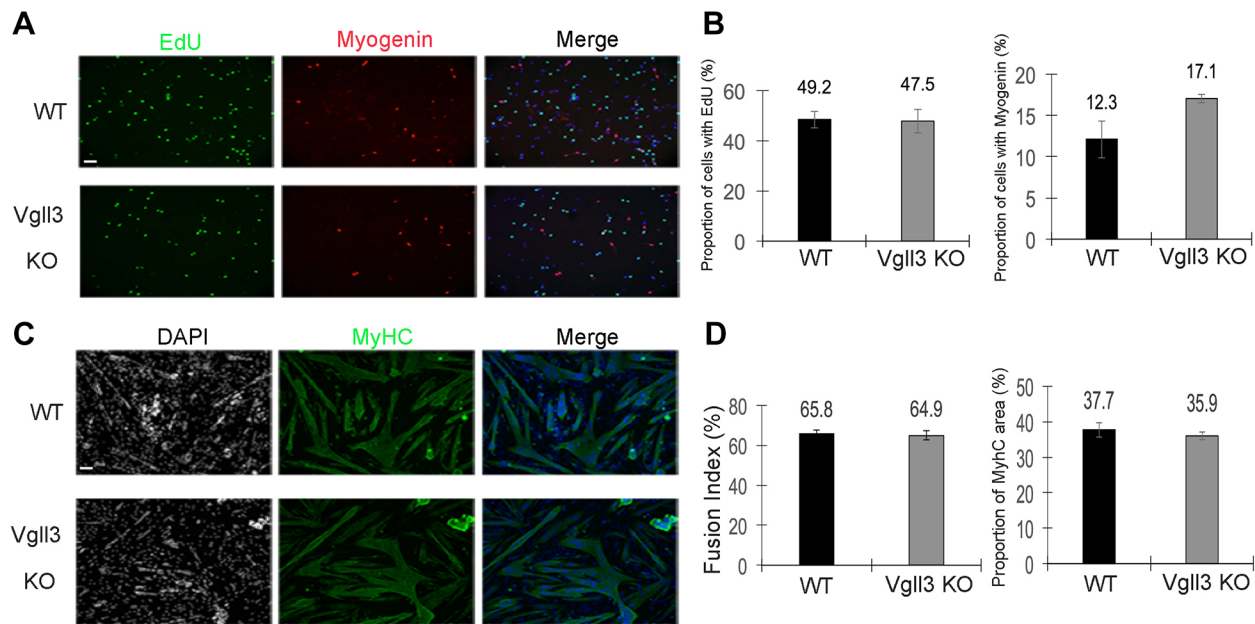 A
EdU
Myogenin
Merge
WT
Vgll3
KO
B
Proportion of cells with EdU (%)
60
40
20
0
49.2
47.5
WT
Vgll3 KO
Proportion of cells with Myogenin (%)
20
15
10
5
0
12.3
17.1
WT
Vgll3 KO
C
DAPI
MyHC
Merge
WT
Vgll3
KO
D
Fusion Index (%)
80
60
40
20
0
65.8
64.9
WT
Vgll3 KO
Proportion of MyhC area (%)
50
40
30
20
10
0
37.7
35.9
WT
Vgll3 KO